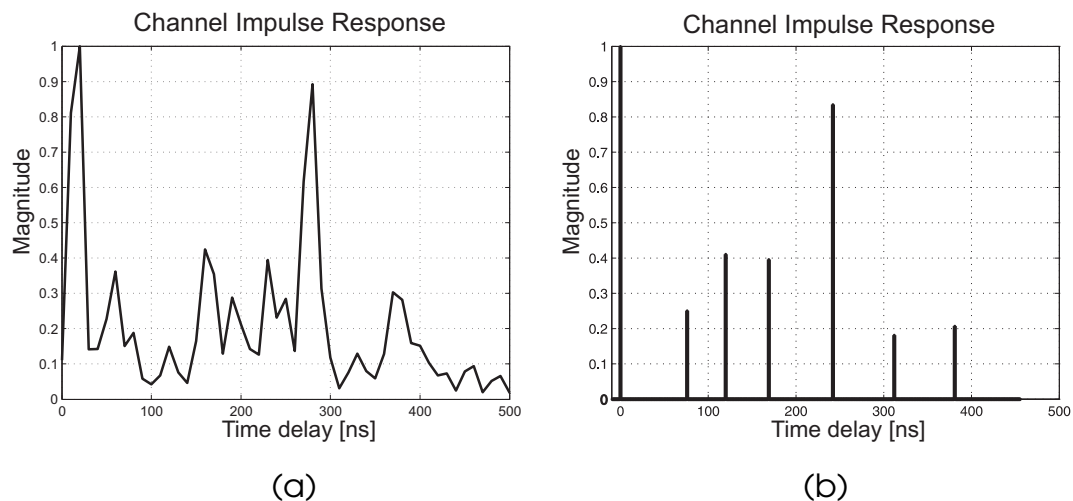 Channel Impulse Response
1
0.9
0.8
0.7
0.6
0.5
0.4
0.3
0.2
0.1
0
Magnitude
0 100 200 300 400 500
Time delay [ns]
(a)
Channel Impulse Response
1
0.9
0.8
0.7
0.6
0.5
0.4
0.3
0.2
0.1
0
Magnitude
0 100 200 300 400 500
Time delay [ns]
(b)